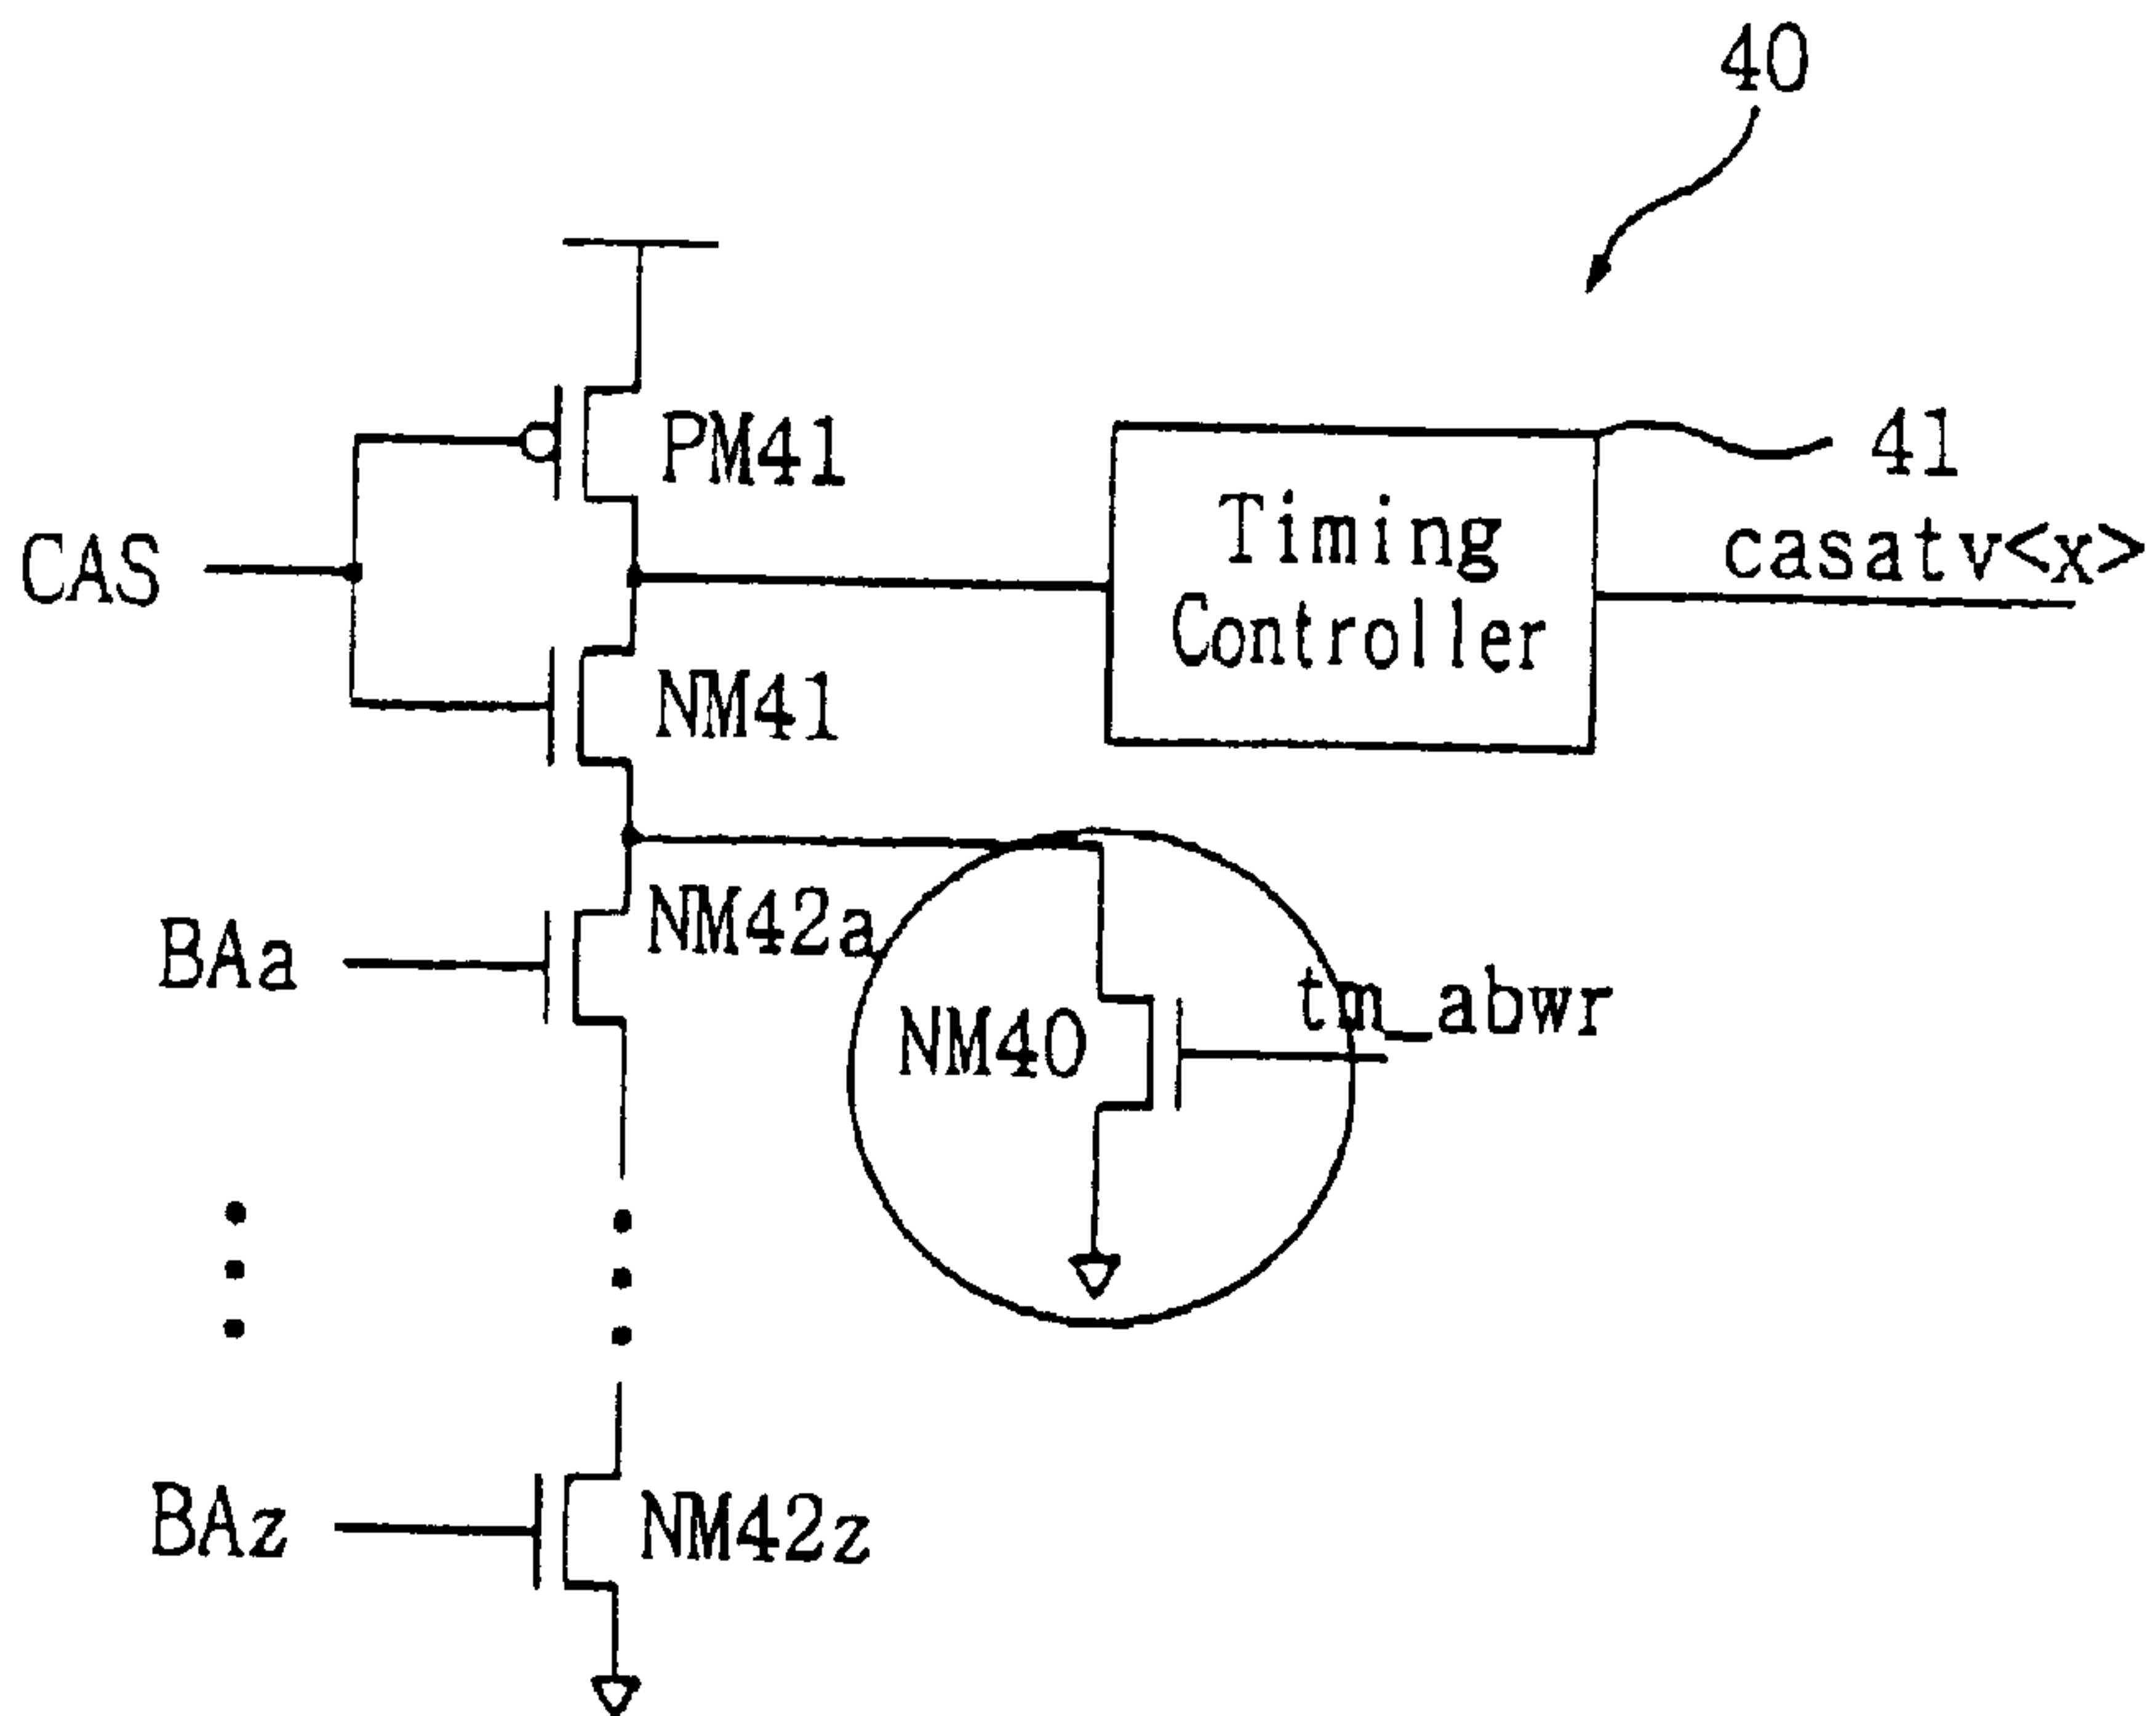 40
PM41
41
Timing
Controller
casatv<x>
CAS
NM41
NM42a
BAa
tm_abwr
NM40
BAz
NM42z